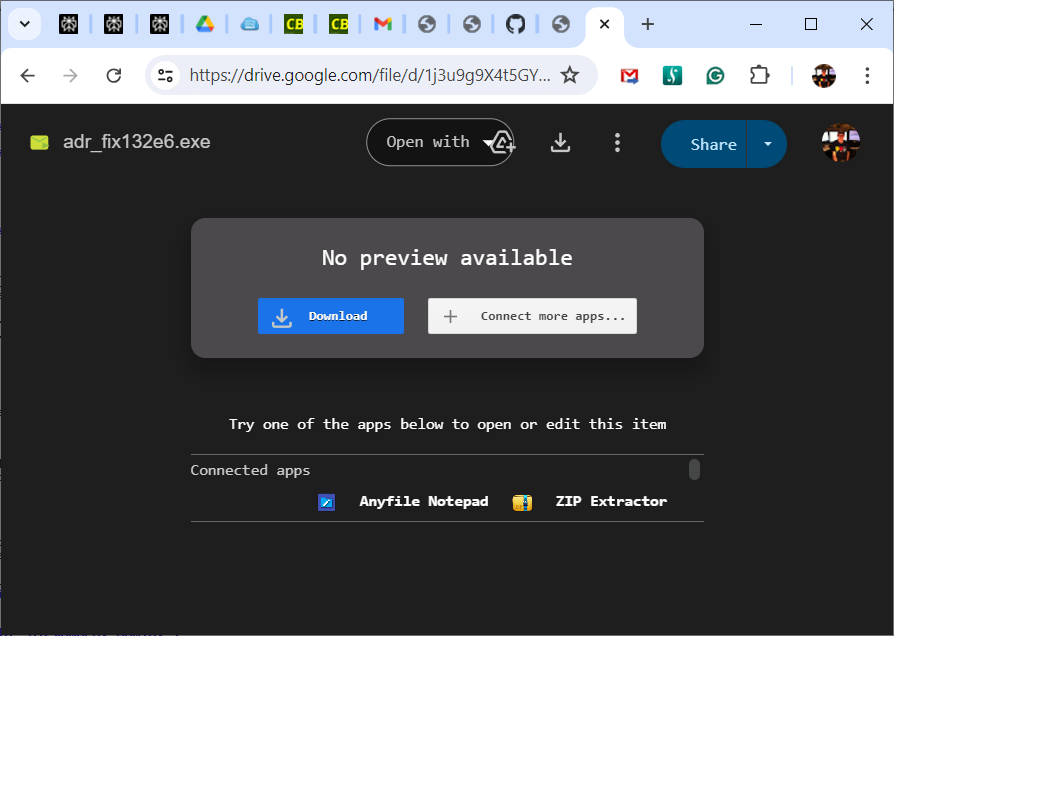 CB CB
https://drive.google.com/file/d/1j3u9g9X4t5GY...
adr_fix132e6.exe
Open with
Share
No preview available
Download
Connect more apps...
Try one of the apps below to open or edit this item
Connected apps
Anyfile Notepad
ZIP Extractor